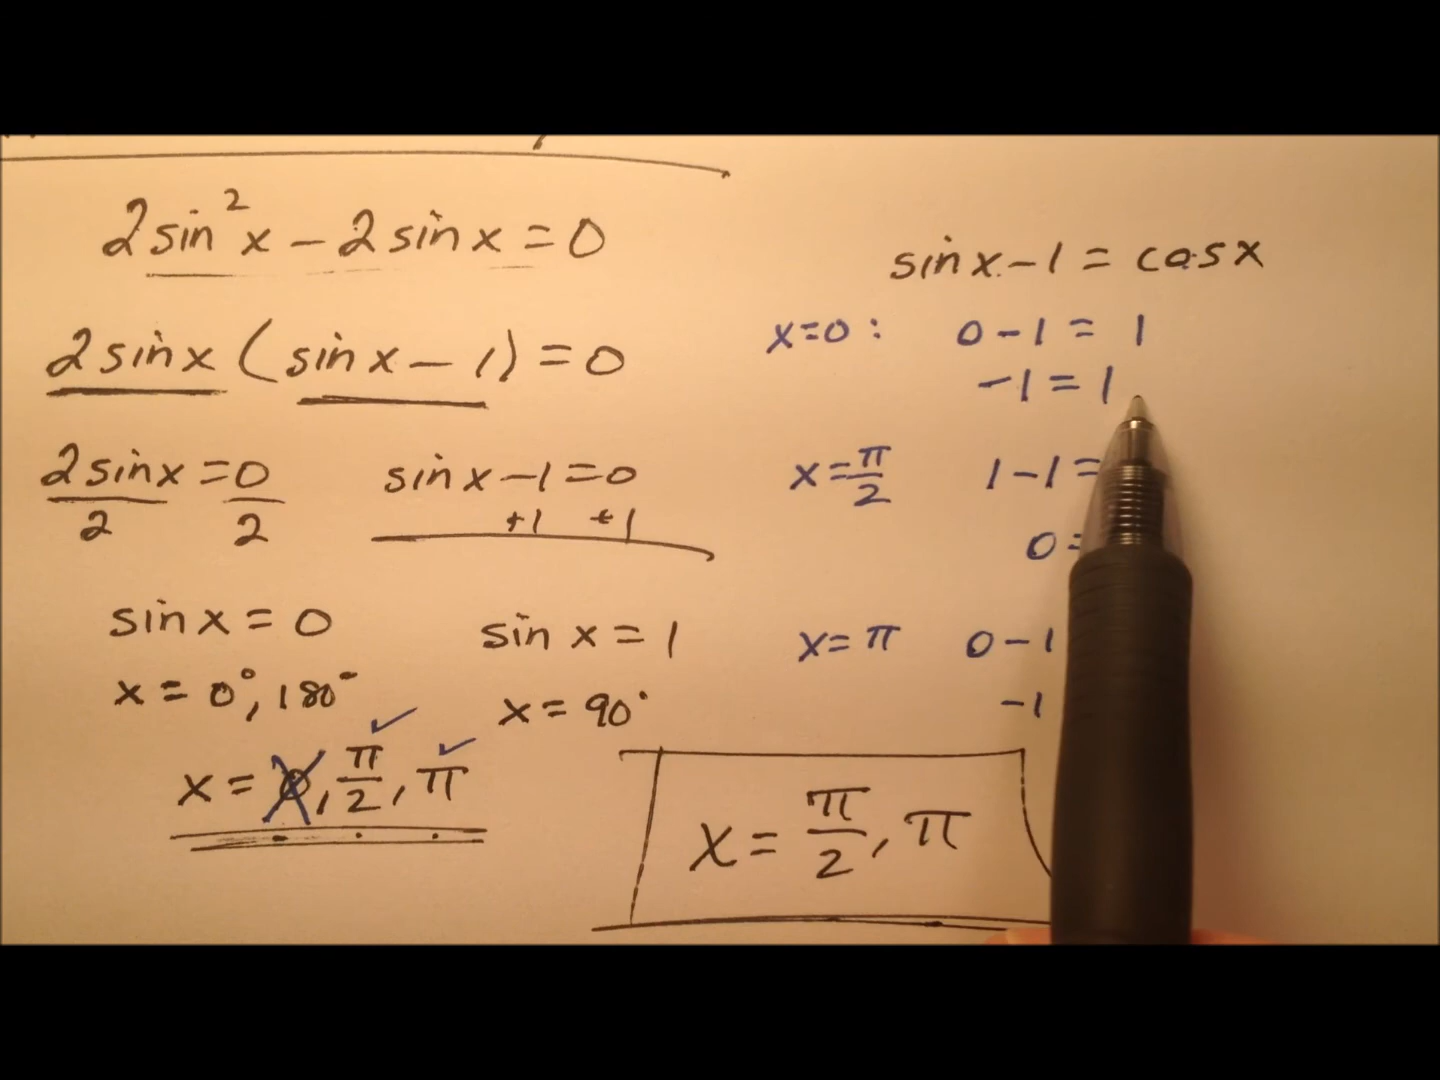 2sin²x - 2sinx = 0
2sinx (sinx - 1) = 0
2sinx = 0
2 2
sinx - 1 = 0
+1 +1
sinx = 0
x = 0°, 180°
sin x = 1
x = 90°
x = 0, π/2, π
sinx - 1 = cosx
x=0: 0 - 1 = 1
-1 = 1
x = π/2 1 - 1 =
0 =
x = π 0 - 1
-1
x = π/2, π